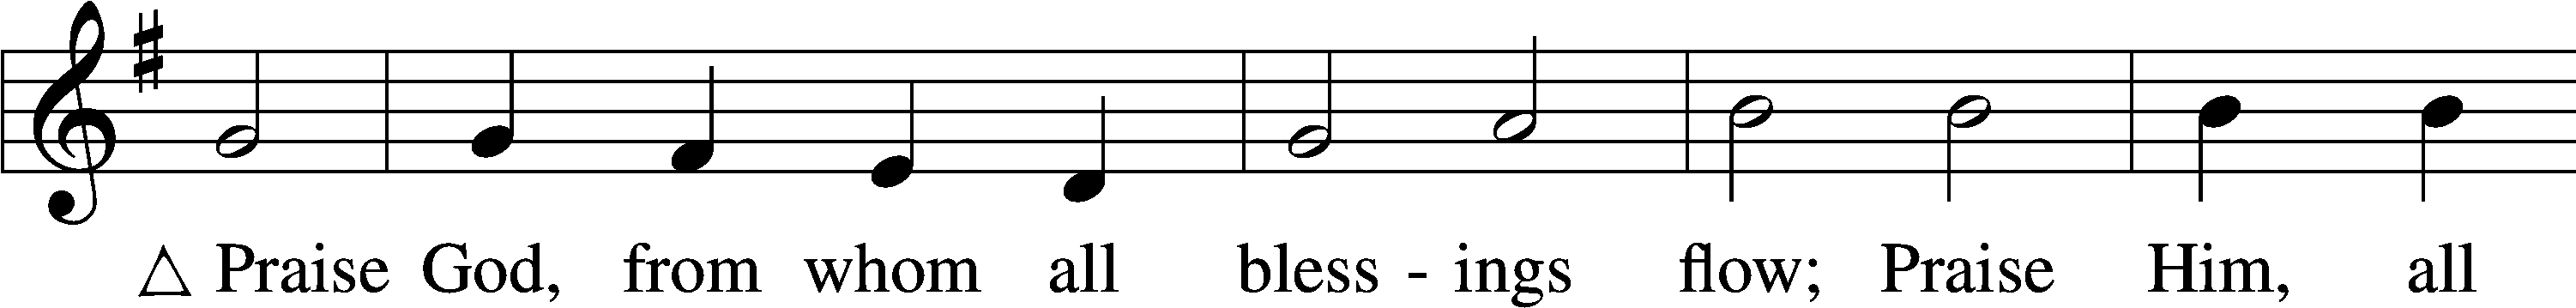 △ Praise God, from whom all bless - ings flow; Praise Him, all